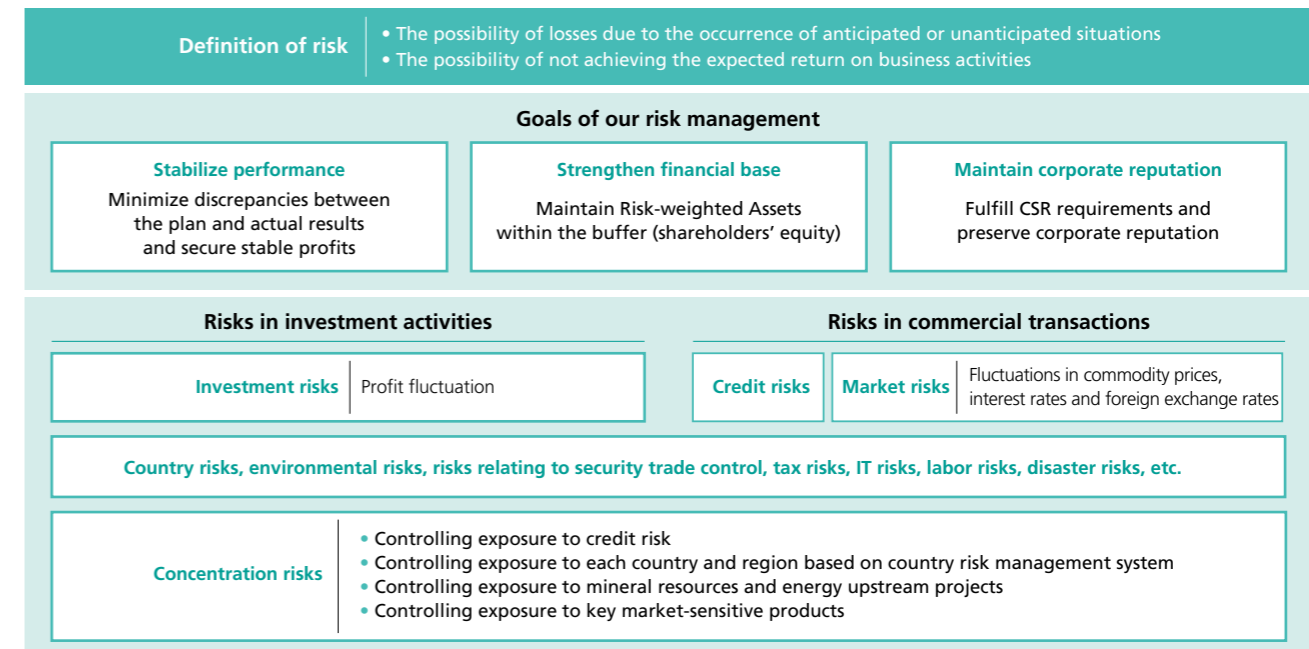 Definition of risk
• The possibility of losses due to the occurrence of anticipated or unanticipated situations
• The possibility of not achieving the expected return on business activities
Goals of our risk management
Stabilize performance
Minimize discrepancies between
the plan and actual results
and secure stable profits
Strengthen financial base
Maintain Risk-weighted Assets
within the buffer (shareholders’ equity)
Maintain corporate reputation
Fulfill CSR requirements and
preserve corporate reputation
Risks in investment activities
Investment risks
Profit fluctuation
Risks in commercial transactions
Credit risks
Market risks
Fluctuations in commodity prices,
interest rates and foreign exchange rates
Country risks, environmental risks, risks relating to security trade control, tax risks, IT risks, labor risks, disaster risks, etc.
Concentration risks
• Controlling exposure to credit risk
• Controlling exposure to each country and region based on country risk management system
• Controlling exposure to mineral resources and energy upstream projects
• Controlling exposure to key market-sensitive products